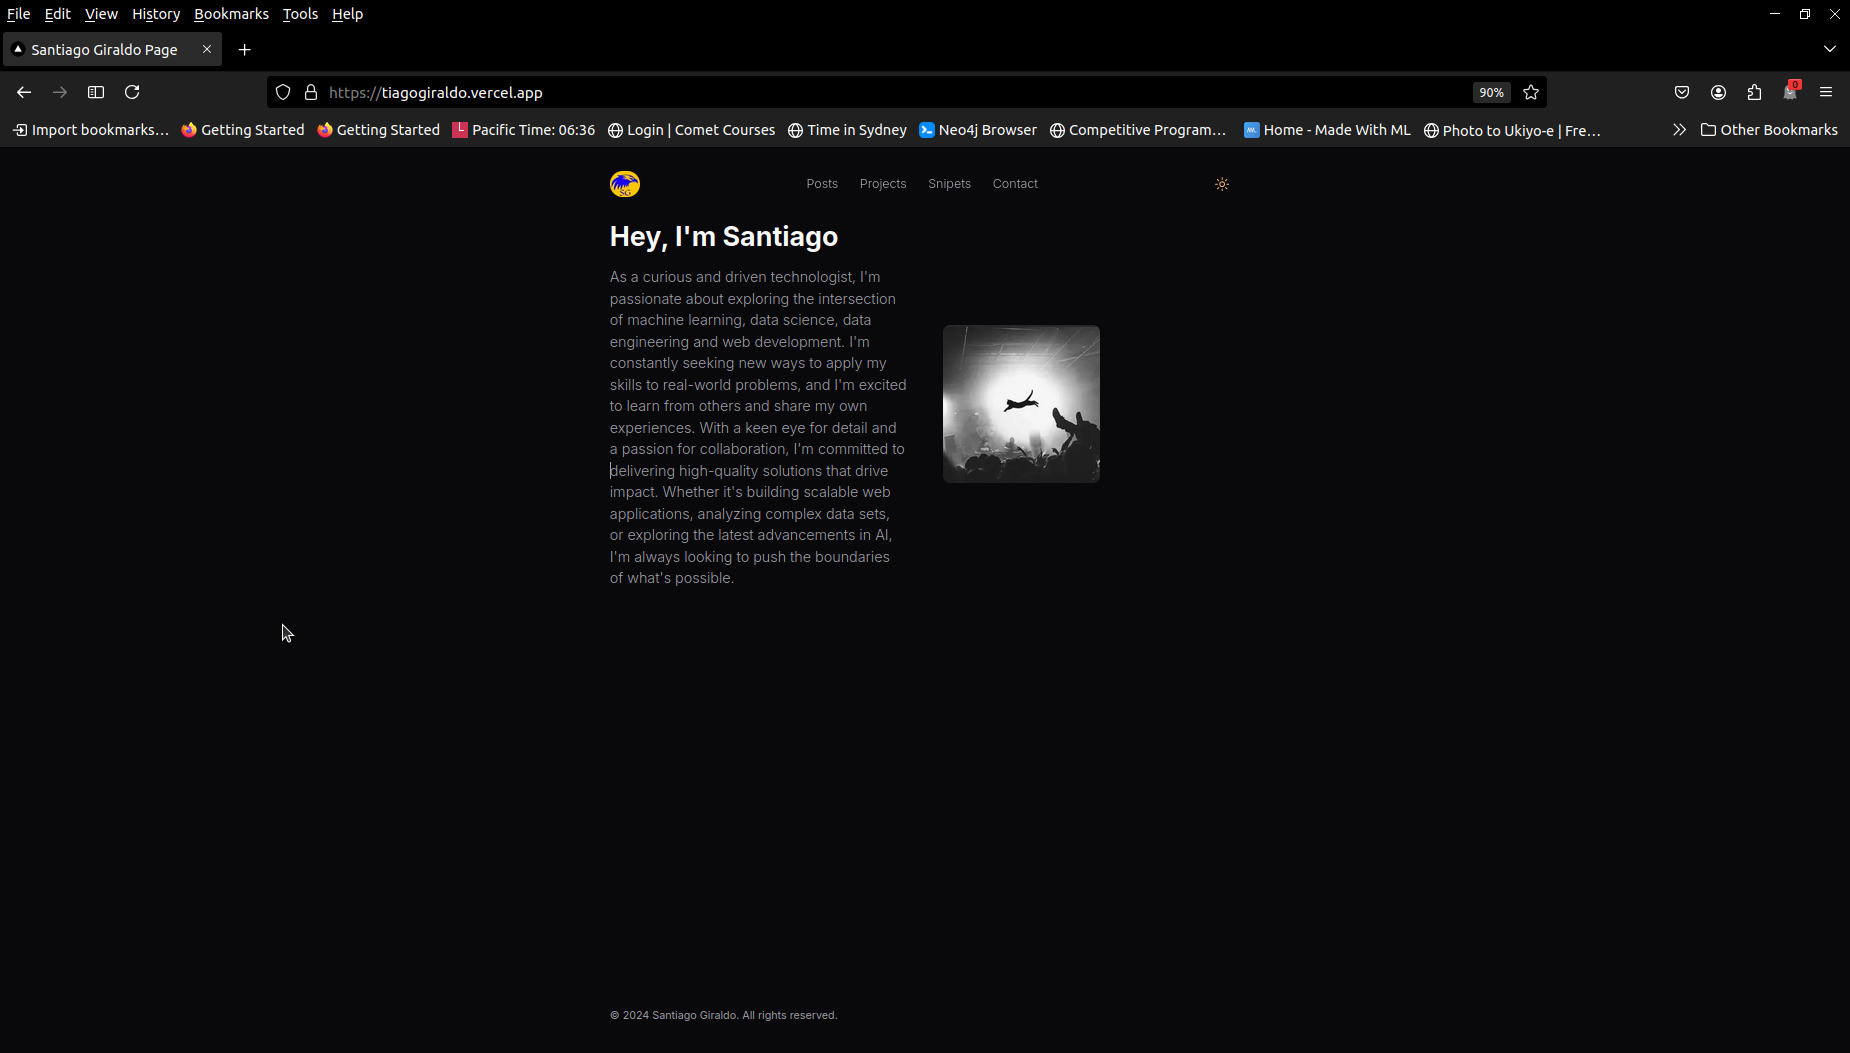 File Edit View History Bookmarks Tools Help
Santiago Giraldo Page
https://tiagogiraldo.vercel.app 90% 0
Import bookmarks… Getting Started Getting Started Pacific Time: 06:36 Login | Comet Courses Time in Sydney Neo4j Browser Competitive Program… Home - Made With ML Photo to Ukiyo-e | Fre… Other Bookmarks
SG Posts Projects Snipets Contact
Hey, I'm Santiago
As a curious and driven technologist, I'm
passionate about exploring the intersection
of machine learning, data science, data
engineering and web development. I'm
constantly seeking new ways to apply my
skills to real-world problems, and I'm excited
to learn from others and share my own
experiences. With a keen eye for detail and
a passion for collaboration, I'm committed to
delivering high-quality solutions that drive
impact. Whether it's building scalable web
applications, analyzing complex data sets,
or exploring the latest advancements in AI,
I'm always looking to push the boundaries
of what's possible.
© 2024 Santiago Giraldo. All rights reserved.